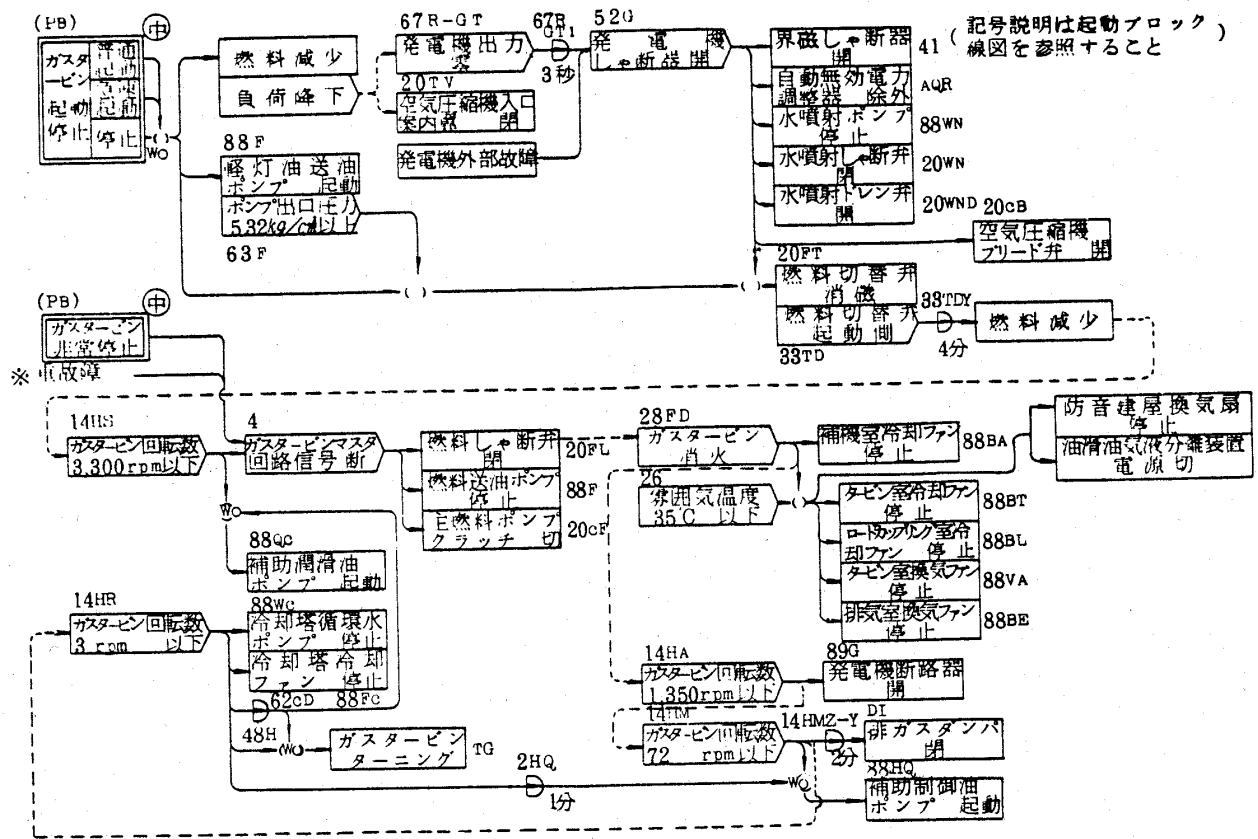 (PB)
中
ガスタービン
起動
停止
普通
起動
急速
起動
停止
WO
燃料減少
負荷降下
67R-GT
発電機出力
零
67R
GT1
3秒
20TV
空気圧縮機入口
案内翼 閉
発電機外部故障
52G
発電機
しゃ断器開
界磁しゃ断器
開
41
(記号説明は起動ブロック
線図を参照すること)
自動無効電力
調整器 除外
AQR
水噴射ポンプ
停止
88WN
水噴射しゃ断弁
閉
20WN
水噴射ドレン弁
開
20WND
20CB
空気圧縮機
ブリード弁 開
88F
軽灯油送油
ポンプ 起動
ポンプ出口圧力
5.32kg/cm²以上
63F
20FT
燃料切替弁
消磁
燃料切替弁
起動側
33TD
33TDY
4分
燃料減少
(PB)
中
ガスタービン
非常停止
※重故障
14HS
ガスタービン回転数
3,300rpm以下
4
ガスタービンマスタ
回路信号断
燃料しゃ断弁
閉
20FL
燃料送油ポンプ
停止
88F
主燃料ポンプ
クラッチ 切
20CF
28FD
ガスタービン
消火
補機室冷却ファン
停止
88BA
防音建屋換気扇
停止
油滑油気液分離装置
電源切
26
雰囲気温度
35°C 以下
タービン室冷却ファン
停止
88BT
ロードカップリング室冷
却ファン 停止
88BL
タービン室換気ファン
停止
88VA
排気室換気ファン
停止
88BE
WO
88QC
補助潤滑油
ポンプ 起動
14HR
ガスタービン回転数
3rpm 以下
88WC
冷却塔循環水
ポンプ 停止
冷却塔冷却
ファン 停止
62CD
88FC
48H
WO
ガスタービン
ターニング
TG
2HQ
1分
14HA
ガスタービン回転数
1,350rpm以下
89G
発電機断路器
開
14HM
ガスタービン回転数
72 rpm以下
14HMZ-Y
2分
DI
排ガスダンパ
閉
WO
88HQ
補助制御油
ポンプ 起動